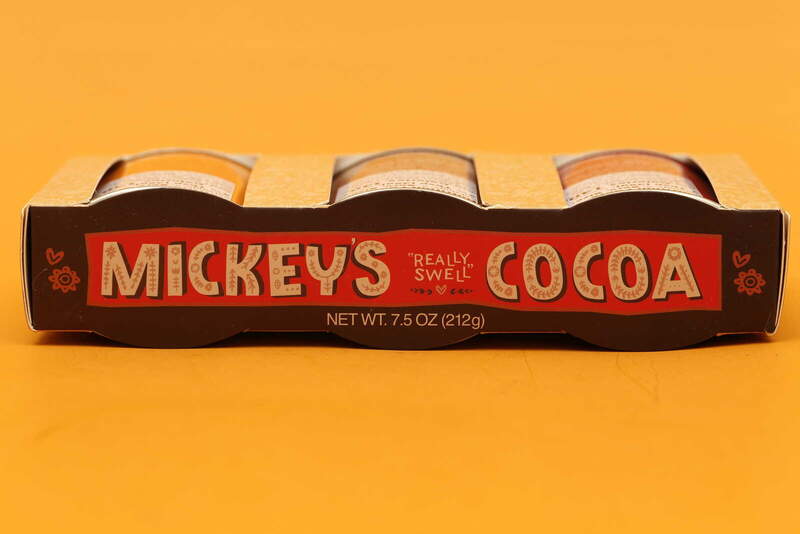 MICKEY'S "REALLY SWELL" COCOA
NET WT. 7.5 OZ (212g)